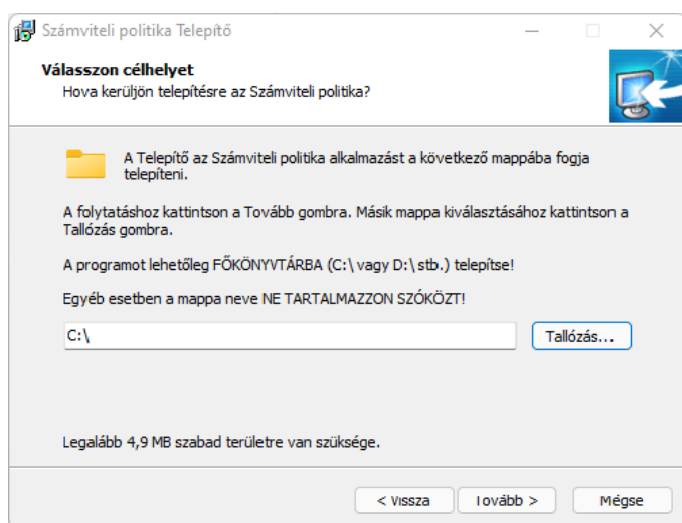 Számviteli politika Telepítő
Válasszon célhelyet
Hova kerüljön telepítésre az Számviteli politika?
A Telepítő az Számviteli politika alkalmazást a következő mappába fogja
telepíteni.
A folytatáshoz kattintson a Tovább gombra. Másik mappa kiválasztásához kattintson a
Tallózás gombra.
A programot lehetőleg FŐKÖNYVTÁRBA (C:\ vagy D:\ stb.) telepítse!
Egyéb esetben a mappa neve NE TARTALMAZZON SZÓKÖZT!
C:\
Tallózás...
Legalább 4,9 MB szabad területre van szüksége.
< Vissza
Tovább >
Mégse